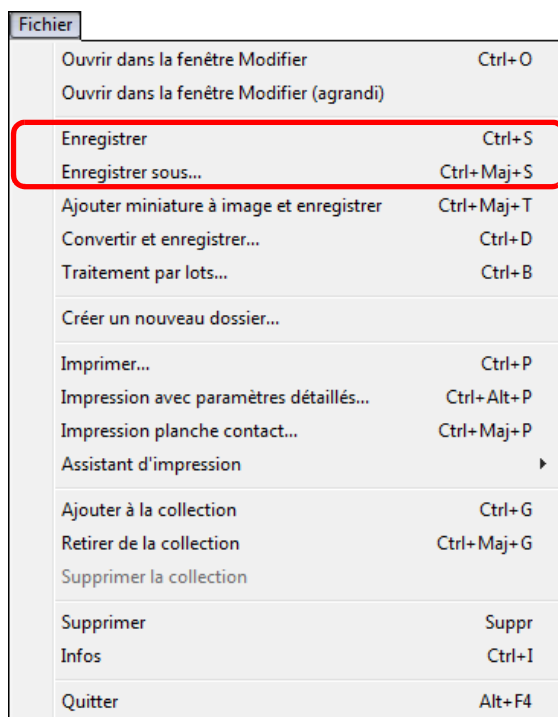 Fichier
Ouvrir dans la fenêtre Modifier Ctrl+O
Ouvrir dans la fenêtre Modifier (agrandi)
Enregistrer Ctrl+S
Enregistrer sous... Ctrl+Maj+S
Ajouter miniature à image et enregistrer Ctrl+Maj+T
Convertir et enregistrer... Ctrl+D
Traitement par lots... Ctrl+B
Créer un nouveau dossier...
Imprimer... Ctrl+P
Impression avec paramètres détaillés... Ctrl+Alt+P
Impression planche contact... Ctrl+Maj+P
Assistant d'impression
Ajouter à la collection Ctrl+G
Retirer de la collection Ctrl+Maj+G
Supprimer la collection
Supprimer Suppr
Infos Ctrl+I
Quitter Alt+F4